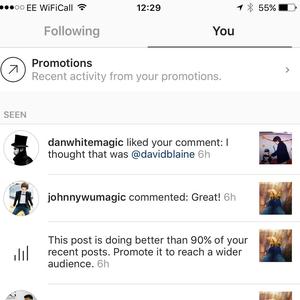 EE WiFiCall 12:29 55%
Following You
Promotions
Recent activity from your promotions.
SEEN
danwhitemagic liked your comment: I
thought that was @davidblaine 6h
johnnywumagic commented: Great! 6h
This post is doing better than 90% of your
recent posts. Promote it to reach a wider
audience. 6h